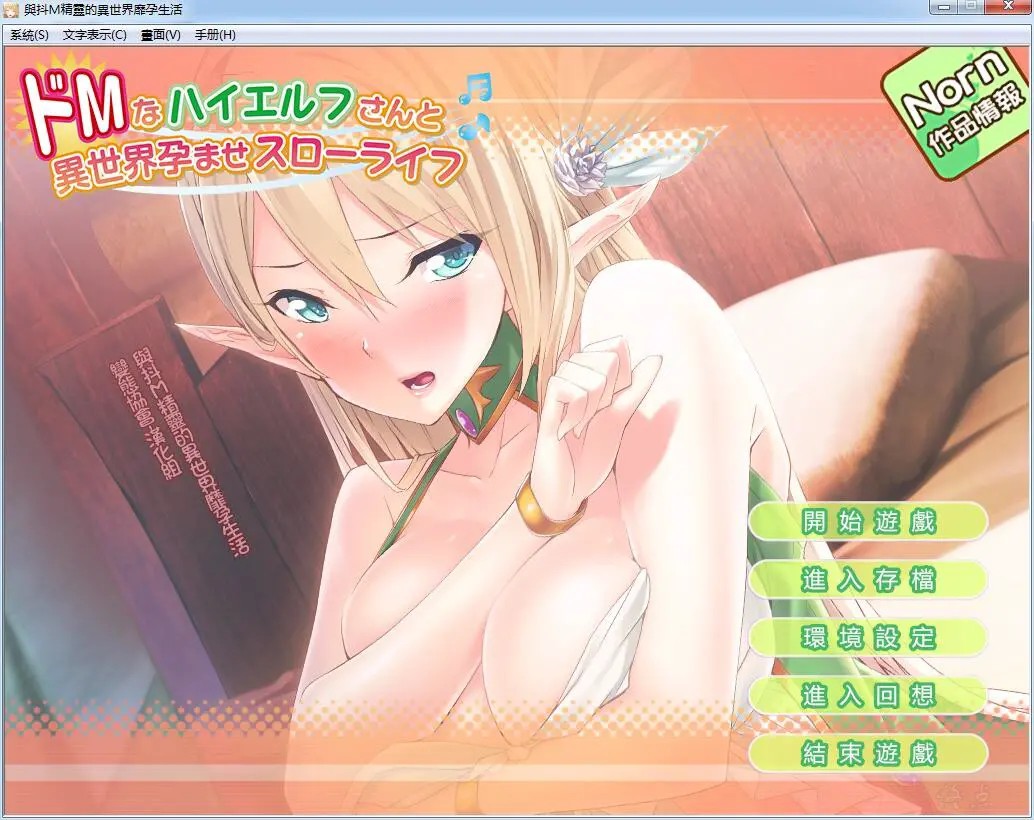 與抖M精靈的異世界靡孕生活
系統(S) 文字表示(C) 畫面(V) 手册(H)
ドMなハイエルフさんと
異世界孕ませスローライフ
Norn
作品情報
與抖M精靈的異世界靡孕生活
變態協會漢化組
開始遊戲
進入存檔
環境設定
進入回想
結束遊戲